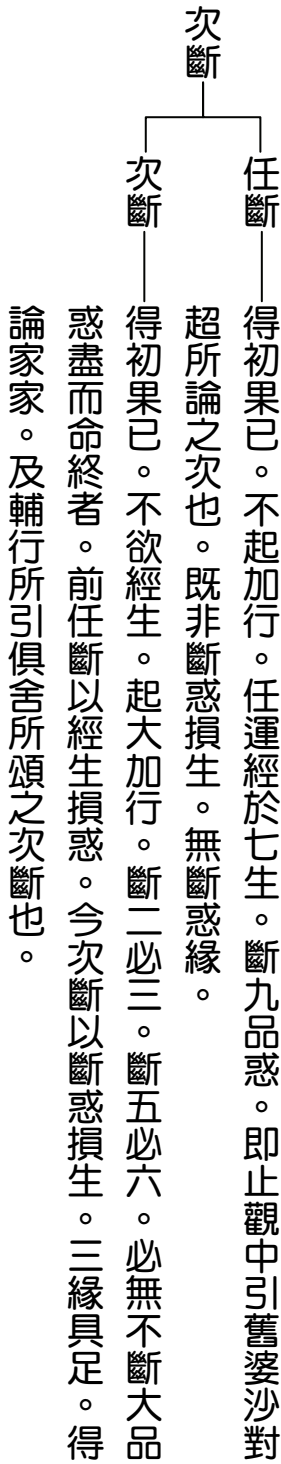 次斷
任斷
得初果已。不起加行。任運經於七生。斷九品惑。即止觀中引舊婆沙對
超所論之次也。既非斷惑損生。無斷惑緣。
次斷
得初果已。不欲經生。起大加行。斷二必三。斷五必六。必無不斷大品
惑盡而命終者。前任斷以經生損惑。今次斷以斷惑損生。三緣具足。得
論家家。及輔行所引俱舍所頌之次斷也。